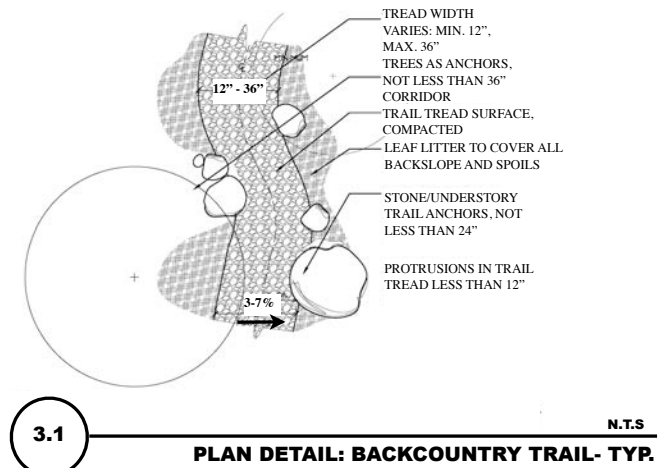 TREAD WIDTH
VARIES: MIN. 12”,
MAX. 36”
TREES AS ANCHORS,
NOT LESS THAN 36”
CORRIDOR
TRAIL TREAD SURFACE,
COMPACTED
LEAF LITTER TO COVER ALL
BACKSLOPE AND SPOILS
STONE/UNDERSTORY
TRAIL ANCHORS, NOT
LESS THAN 24”
PROTRUSIONS IN TRAIL
TREAD LESS THAN 12”
12” - 36”
3-7%
3.1
N.T.S
PLAN DETAIL: BACKCOUNTRY TRAIL- TYP.